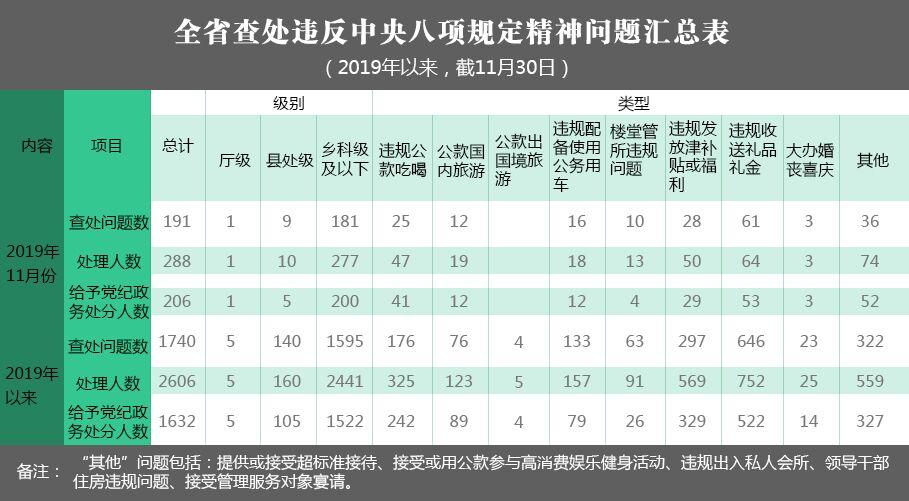 全省查处违反中央八项规定精神问题汇总表
（2019年以来，截11月30日）
内容 项目 总计 级别 类型
厅级 县处级 乡科级及以下 违规公款吃喝 公款国内旅游 公款出国境旅游 违规配备使用公务用车 楼堂管所违规问题 违规发放津补贴或福利 违规收送礼品礼金 大办婚丧喜庆 其他
2019年11月份
查处问题数 191 1 9 181 25 12 16 10 28 61 3 36
处理人数 288 1 10 277 47 19 18 13 50 64 3 74
给予党纪政务处分人数 206 1 5 200 41 12 12 4 29 53 3 52
2019年以来
查处问题数 1740 5 140 1595 176 76 4 133 63 297 646 23 322
处理人数 2606 5 160 2441 325 123 5 157 91 569 752 25 559
给予党纪政务处分人数 1632 5 105 1522 242 89 4 79 26 329 522 14 327
备注： “其他”问题包括：提供或接受超标准接待、接受或用公款参与高消费娱乐健身活动、违规出入私人会所、领导干部
住房违规问题、接受管理服务对象宴请。